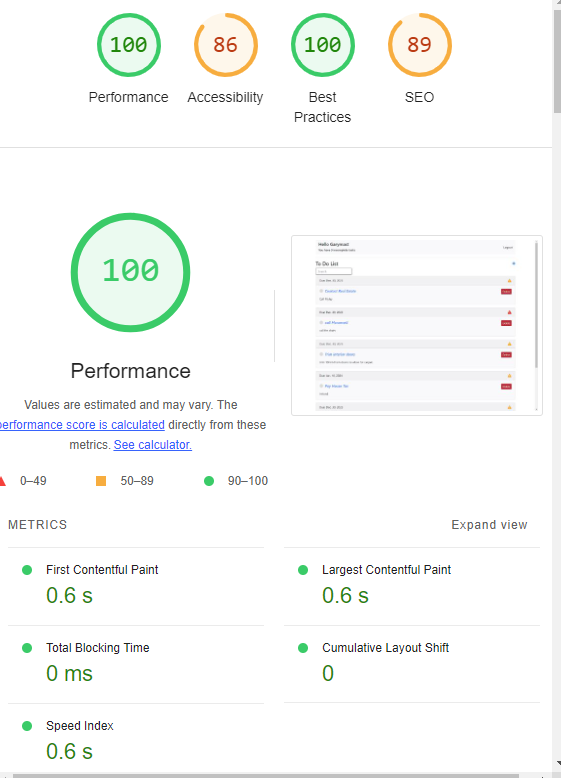 100
86
100
89
Performance
Accessibility
Best
Practices
SEO
100
Hello Garymost
Logout
To Do List
Performance
Values are estimated and may vary. The
performance score is calculated directly from these
metrics. See calculator.
0–49
50–89
90–100
METRICS
Expand view
First Contentful Paint
0.6 s
Largest Contentful Paint
0.6 s
Total Blocking Time
0 ms
Cumulative Layout Shift
0
Speed Index
0.6 s